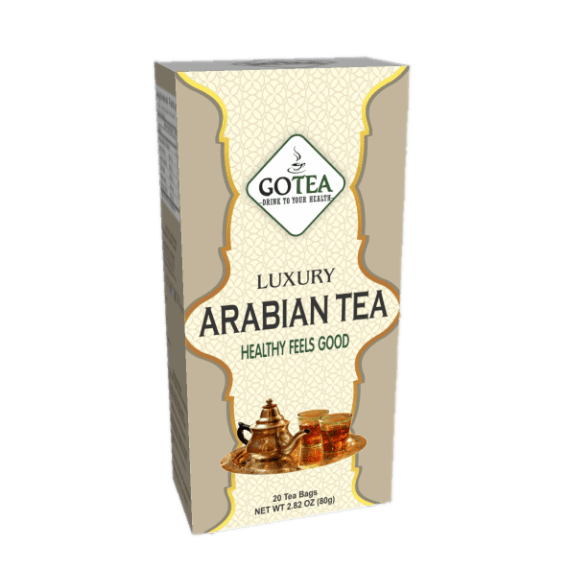 GOTEA
DRINK TO YOUR HEALTH
LUXURY
ARABIAN TEA
HEALTHY FEELS GOOD
20 Tea Bags
NET WT 2.82 OZ (80g)